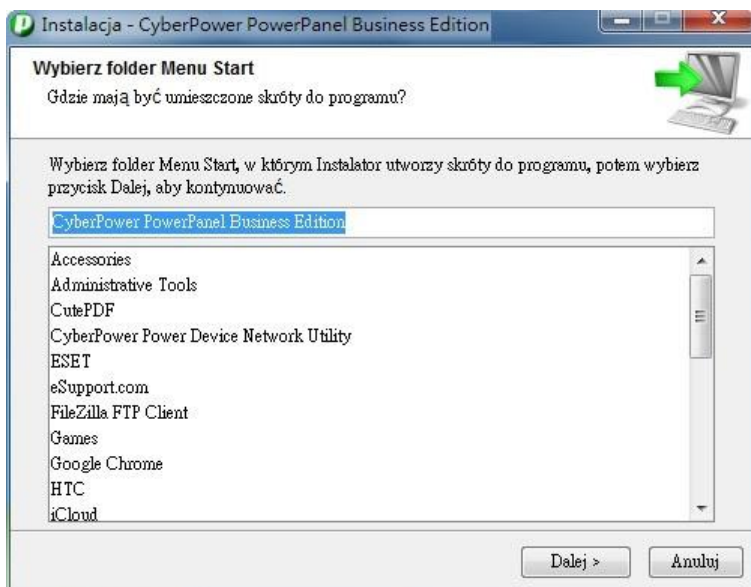 Instalacja - CyberPower PowerPanel Business Edition
Wybierz folder Menu Start
Gdzie mają być umieszczone skróty do programu?
Wybierz folder Menu Start, w którym Instalator utworzy skróty do programu, potem wybierz
przycisk Dalej, aby kontynuować.
CyberPower PowerPanel Business Edition
Accessories
Administrative Tools
CutePDF
CyberPower Power Device Network Utility
ESET
eSupport.com
FileZilla FTP Client
Games
Google Chrome
HTC
iCloud
Dalej > Anuluj